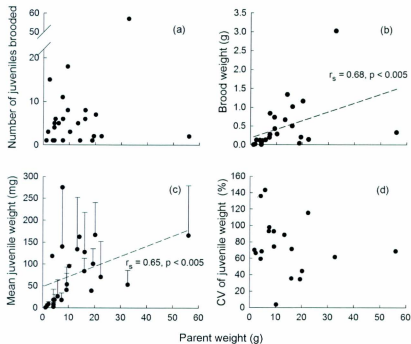 Number of juveniles brooded
60
50
20
15
10
5
0
(a)
Brood weight (g)
3.5
3.0
2.5
2.0
1.5
1.0
0.5
0.1
0
(b)
rs = 0.68, p < 0.005
Mean juvenile weight (mg)
300
250
200
150
100
50
0
0 10 20 30 40 50 60
(c)
rs = 0.65, p < 0.005
CV of juvenile weight (%)
160
140
120
100
80
60
40
20
0
0 10 20 30 40 50 60
(d)
Parent weight (g)